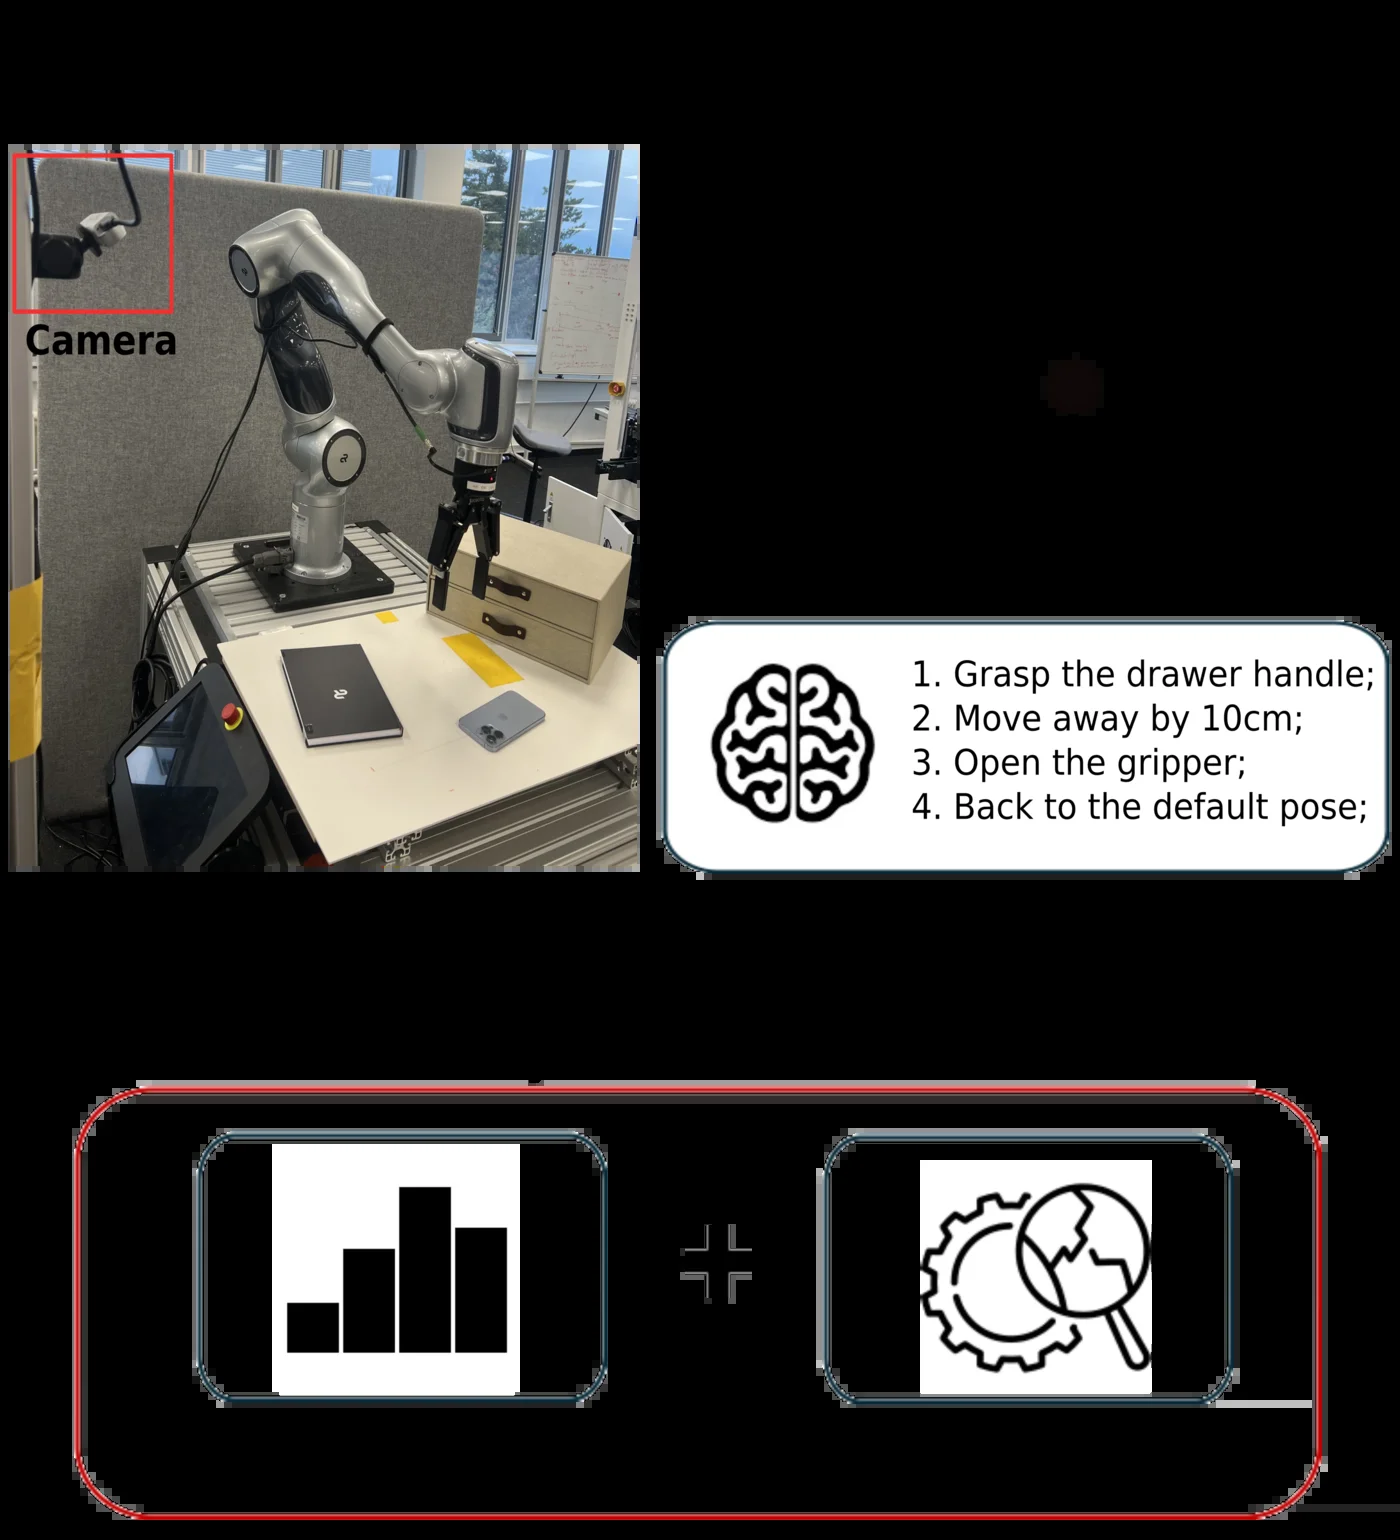 Camera
1. Grasp the drawer handle;
2. Move away by 10cm;
3. Open the gripper;
4. Back to the default pose;